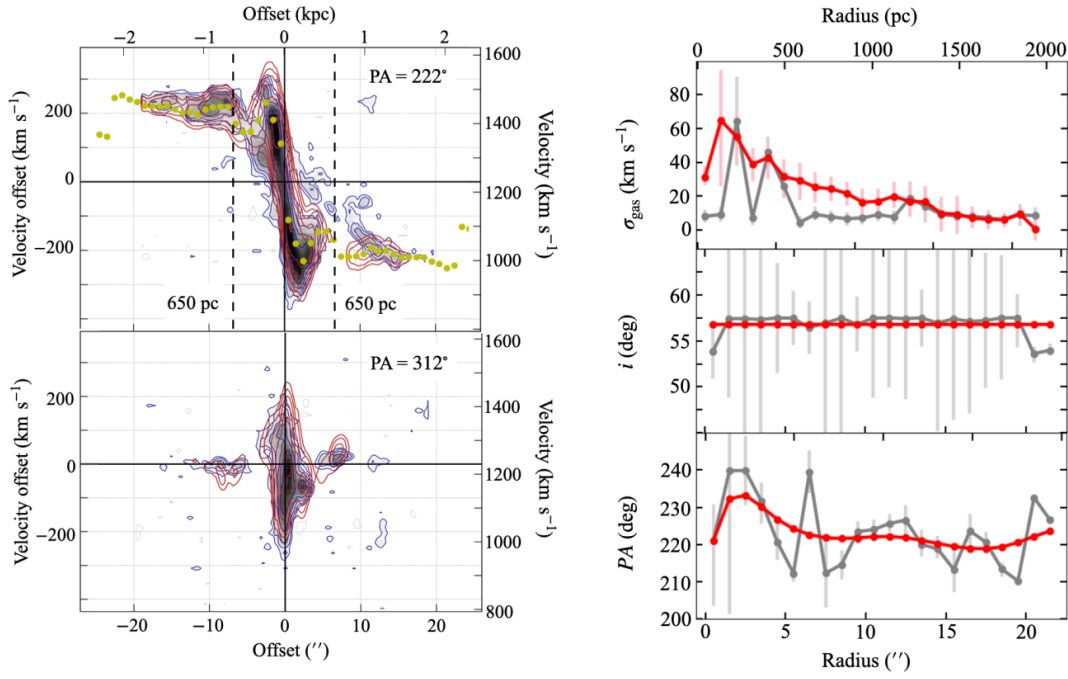 Offset (kpc)
−2 −1 0 1 2
PA = 222°
Velocity offset (km s⁻¹)
200
0
−200
1600
1400
1200
1000
Velocity (km s⁻¹)
650 pc
650 pc
PA = 312°
Velocity offset (km s⁻¹)
200
0
−200
1600
1400
1200
1000
800
Velocity (km s⁻¹)
−20 −10 0 10 20
Offset (′′)
Radius (pc)
0 500 1000 1500 2000
σgas (km s⁻¹)
80
60
40
20
0
i (deg)
60
55
50
PA (deg)
240
230
220
210
200
0 5 10 15 20
Radius (′′)